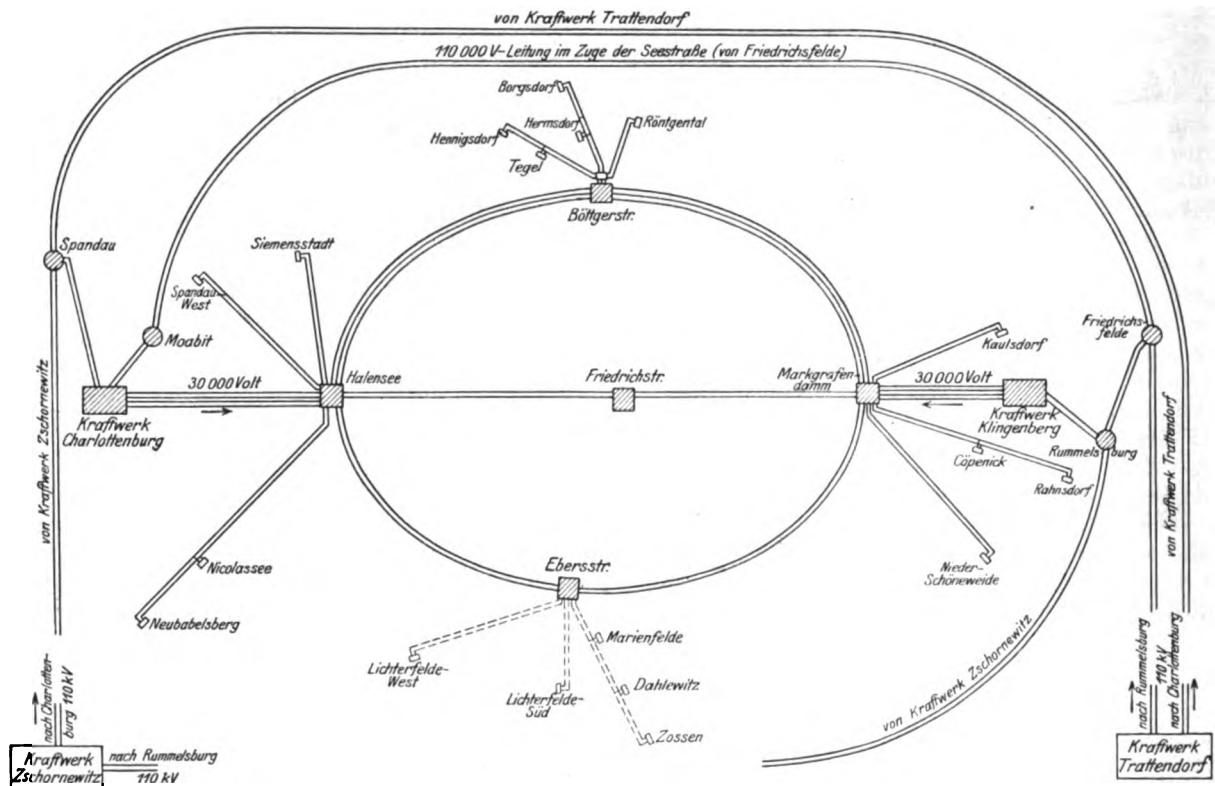 von Kraftwerk Trattendorf
110 000 V-Leitung im Zuge der Seestraße (von Friedrichsfelde)
Borgsdorf
Hermsdorf
Röntgental
Hennigsdorf
Tegel
Böttgerstr.
Spandau
Siemensstadt
Spandau-
West
Moabit
Friedrichs-
felde
Kaulsdorf
30 000 Volt
Halensee
Friedrichstr.
Markgrafen-
damm
30 000 Volt
Kraftwerk
Charlottenburg
Kraftwerk
Klingenberg
Rummelsburg
Cöpenick
Rahnsdorf
von Kraftwerk Zschornewitz
von Kraftwerk Trattendorf
Nicolassee
Neubabelsberg
Ebersstr.
Nieder-
Schöneweide
Marienfelde
Lichterfelde-
West
Lichterfelde-
Süd
Dahlewitz
Zossen
von Kraftwerk Zschornewitz
nach Charlotten-
burg 110 kV
nach Rummelsburg
110 kV
nach Charlottenburg
Kraftwerk
Zschornewitz
nach Rummelsburg
110 kV
Kraftwerk
Trattendorf